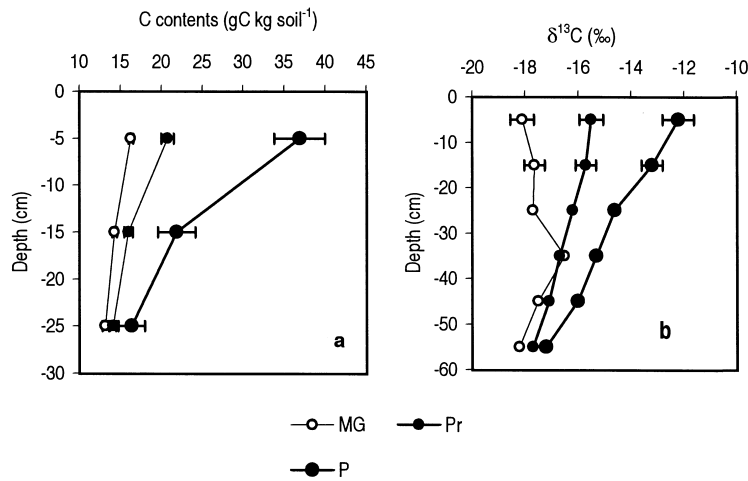 C contents (gC kg soil⁻¹)
10 15 20 25 30 35 40 45
0
-5
-10
-15
-20
-25
-30
Depth (cm)
a
δ¹³C (‰)
-20 -18 -16 -14 -12 -10
0
-10
-20
-30
-40
-50
-60
Depth (cm)
b
MG Pr
P